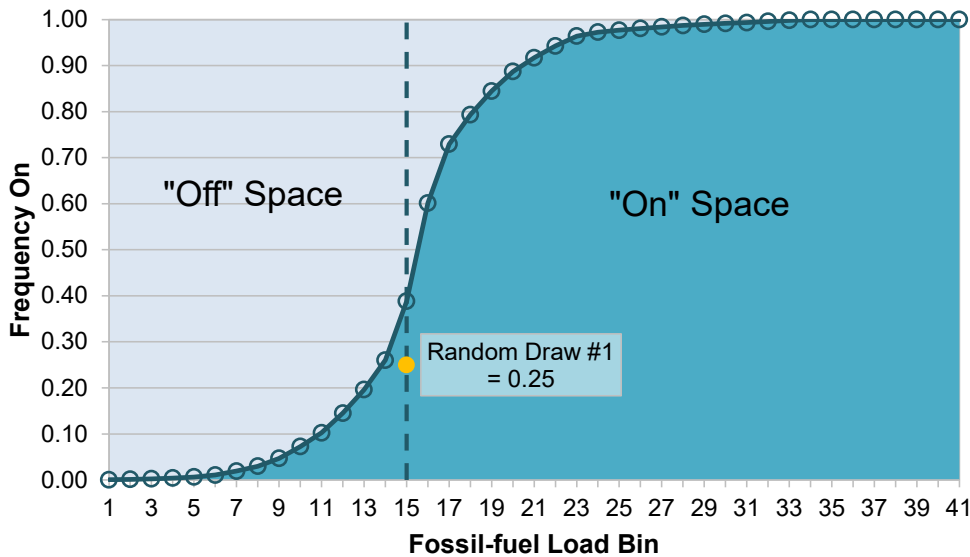 1.00
0.90
0.80
0.70
0.60
0.50
0.40
0.30
0.20
0.10
0.00
Frequency On
"Off" Space
"On" Space
Random Draw #1
= 0.25
1 3 5 7 9 11 13 15 17 19 21 23 25 27 29 31 33 35 37 39 41
Fossil-fuel Load Bin